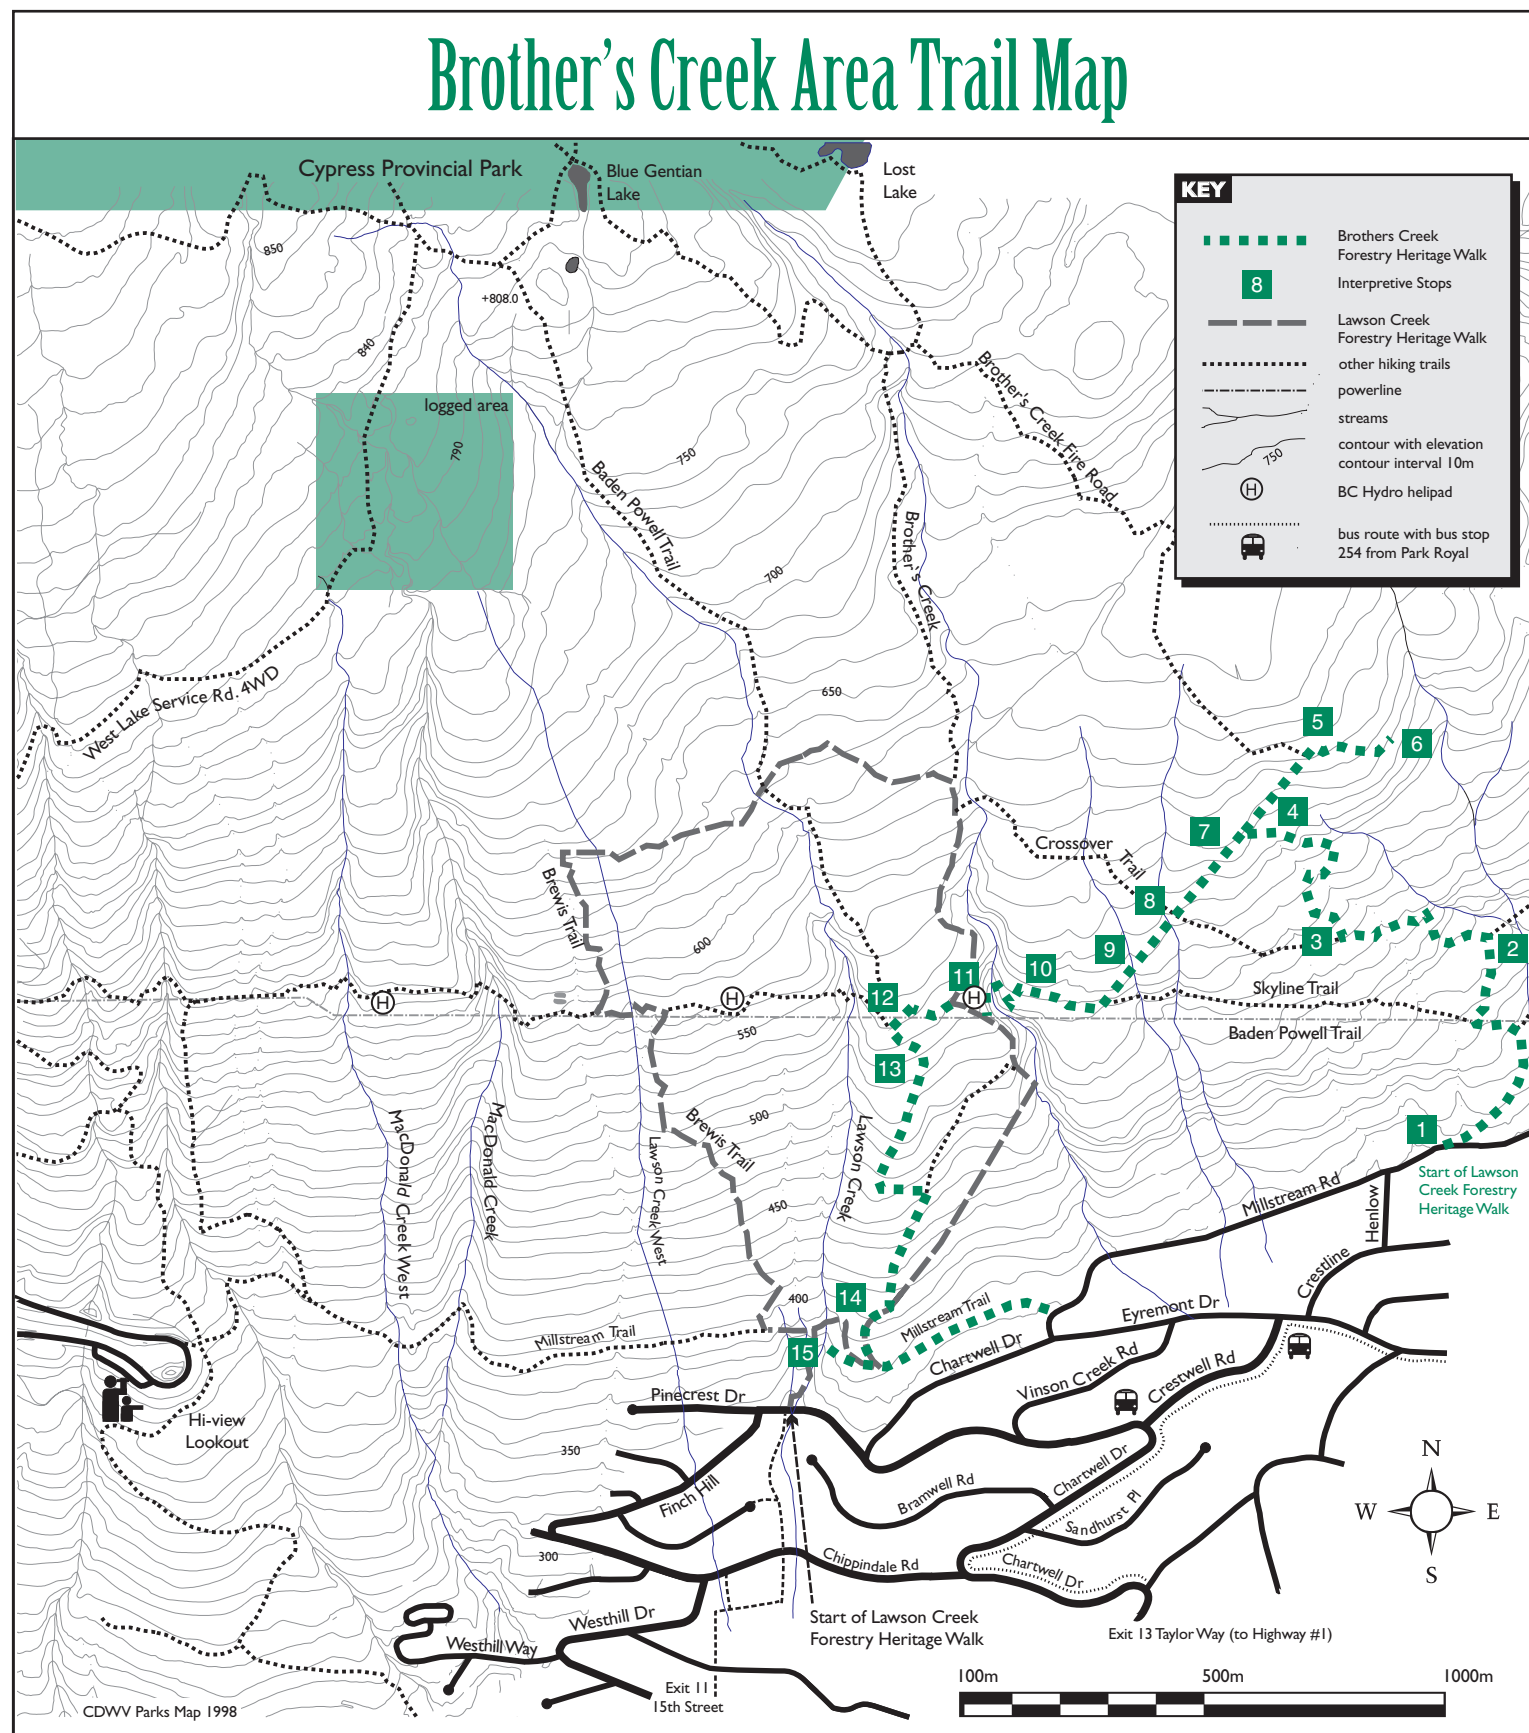 Brother's Creek Area Trail Map
Cypress Provincial Park
Blue Gentian
Lake
Lost
Lake
KEY
Brothers Creek
Forestry Heritage Walk
8
Interpretive Stops
Lawson Creek
Forestry Heritage Walk
other hiking trails
powerline
streams
750
contour with elevation
contour interval 10m
H
BC Hydro helipad
bus route with bus stop
254 from Park Royal
850
+808.0
840
logged area
790
750
700
650
Brother's Creek Fire Road
Baden Powell Trail
Brother's Creek
West Lake Service Rd. 4WD
5
6
4
7
Crossover Trail
8
3
2
9
10
11
12
H
H
H
Brewis Trail
600
Skyline Trail
Baden Powell Trail
550
13
1
500
Brewis Trail
Lawson Creek
Lawson Creek West
MacDonald Creek
MacDonald Creek West
450
400
14
15
Start of Lawson
Creek Forestry
Heritage Walk
Millstream Rd
Henlow
Crestline
Eyremont Dr
Millstream Trail
Millstream Trail
Chartwell Dr
Vinson Creek Rd
Crestwell Rd
Pinecrest Dr
Hi-view
Lookout
350
Finch Hill
Bramwell Rd
Chartwell Dr
Sandhurst Pl
300
Chippindale Rd
Chartwell Dr
N
W
E
S
Westhill Dr
Westhill Way
Start of Lawson Creek
Forestry Heritage Walk
Exit 13 Taylor Way (to Highway #1)
Exit 11
15th Street
100m
500m
1000m
CDWV Parks Map 1998